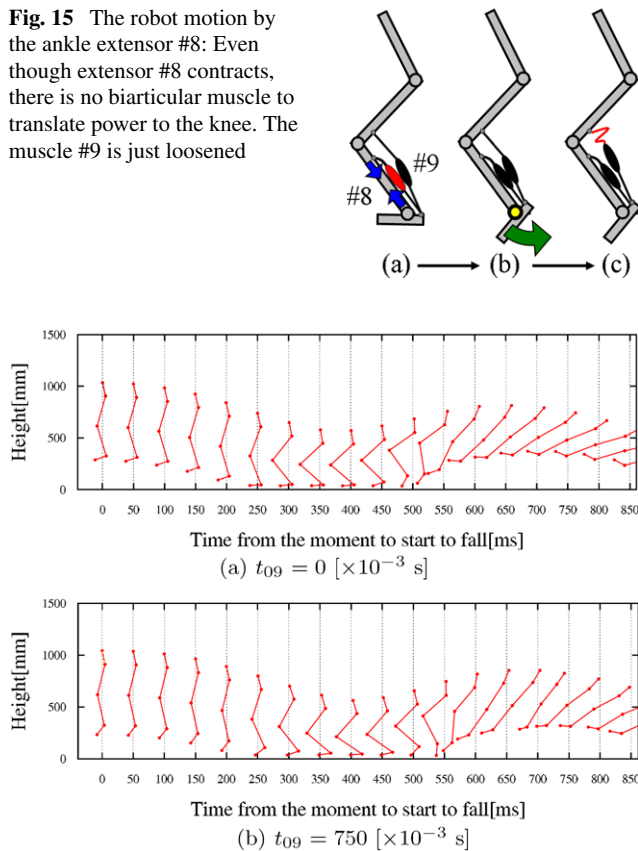 Fig. 15 The robot motion by
the ankle extensor #8: Even
though extensor #8 contracts,
there is no biarticular muscle to
translate power to the knee. The
muscle #9 is just loosened
#9
#8
(a) (b) (c)
1500
1000
500
0
Height[mm]
0 50 100 150 200 250 300 350 400 450 500 550 600 650 700 750 800 850
Time from the moment to start to fall[ms]
(a) t09 = 0 [×10−3 s]
1500
1000
500
0
Height[mm]
0 50 100 150 200 250 300 350 400 450 500 550 600 650 700 750 800 850
Time from the moment to start to fall[ms]
(b) t09 = 750 [×10−3 s]